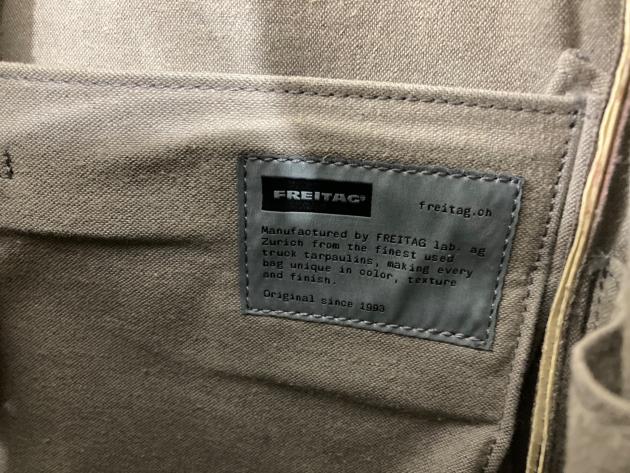 FREITAG®
freitag.ch
Manufactured by FREITAG lab. ag
Zurich from the finest used
truck tarpaulins, making every
bag unique in color, texture
and finish.
Original since 1993